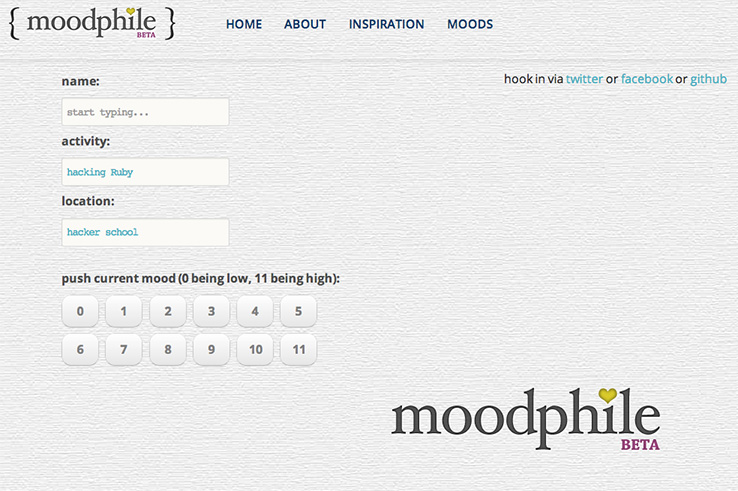 { moodphile }
BETA
HOME ABOUT INSPIRATION MOODS
hook in via twitter or facebook or github
name:
start typing...
activity:
hacking Ruby
location:
hacker school
push current mood (0 being low, 11 being high):
0 1 2 3 4 5
6 7 8 9 10 11
moodphile
BETA